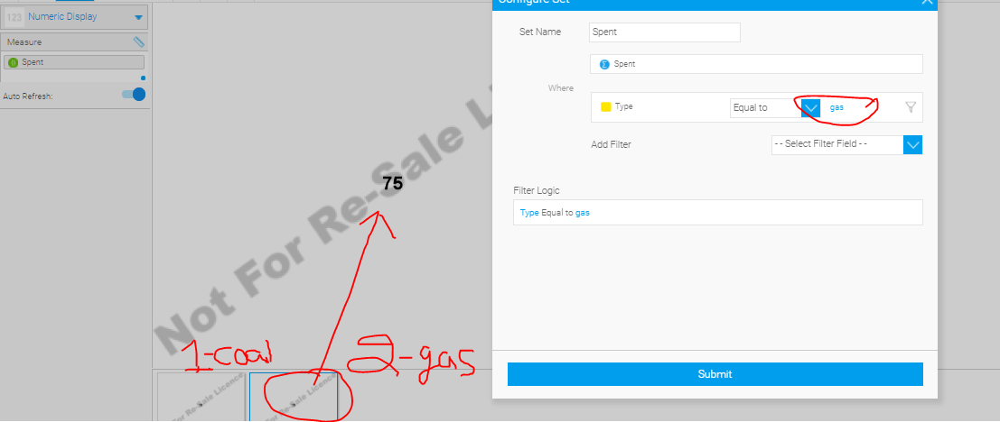 123 Numeric Display
Measure
Spent
Auto Refresh:
Not For Re-Sale Lice
75
1-coal
2-gas
For Re-Sale Licence
For Re-Sale Licence
Configure Set
Set Name Spent
Σ Spent
Where
Type Equal to gas
Add Filter - - Select Filter Field - -
Filter Logic
Type Equal to gas
Submit